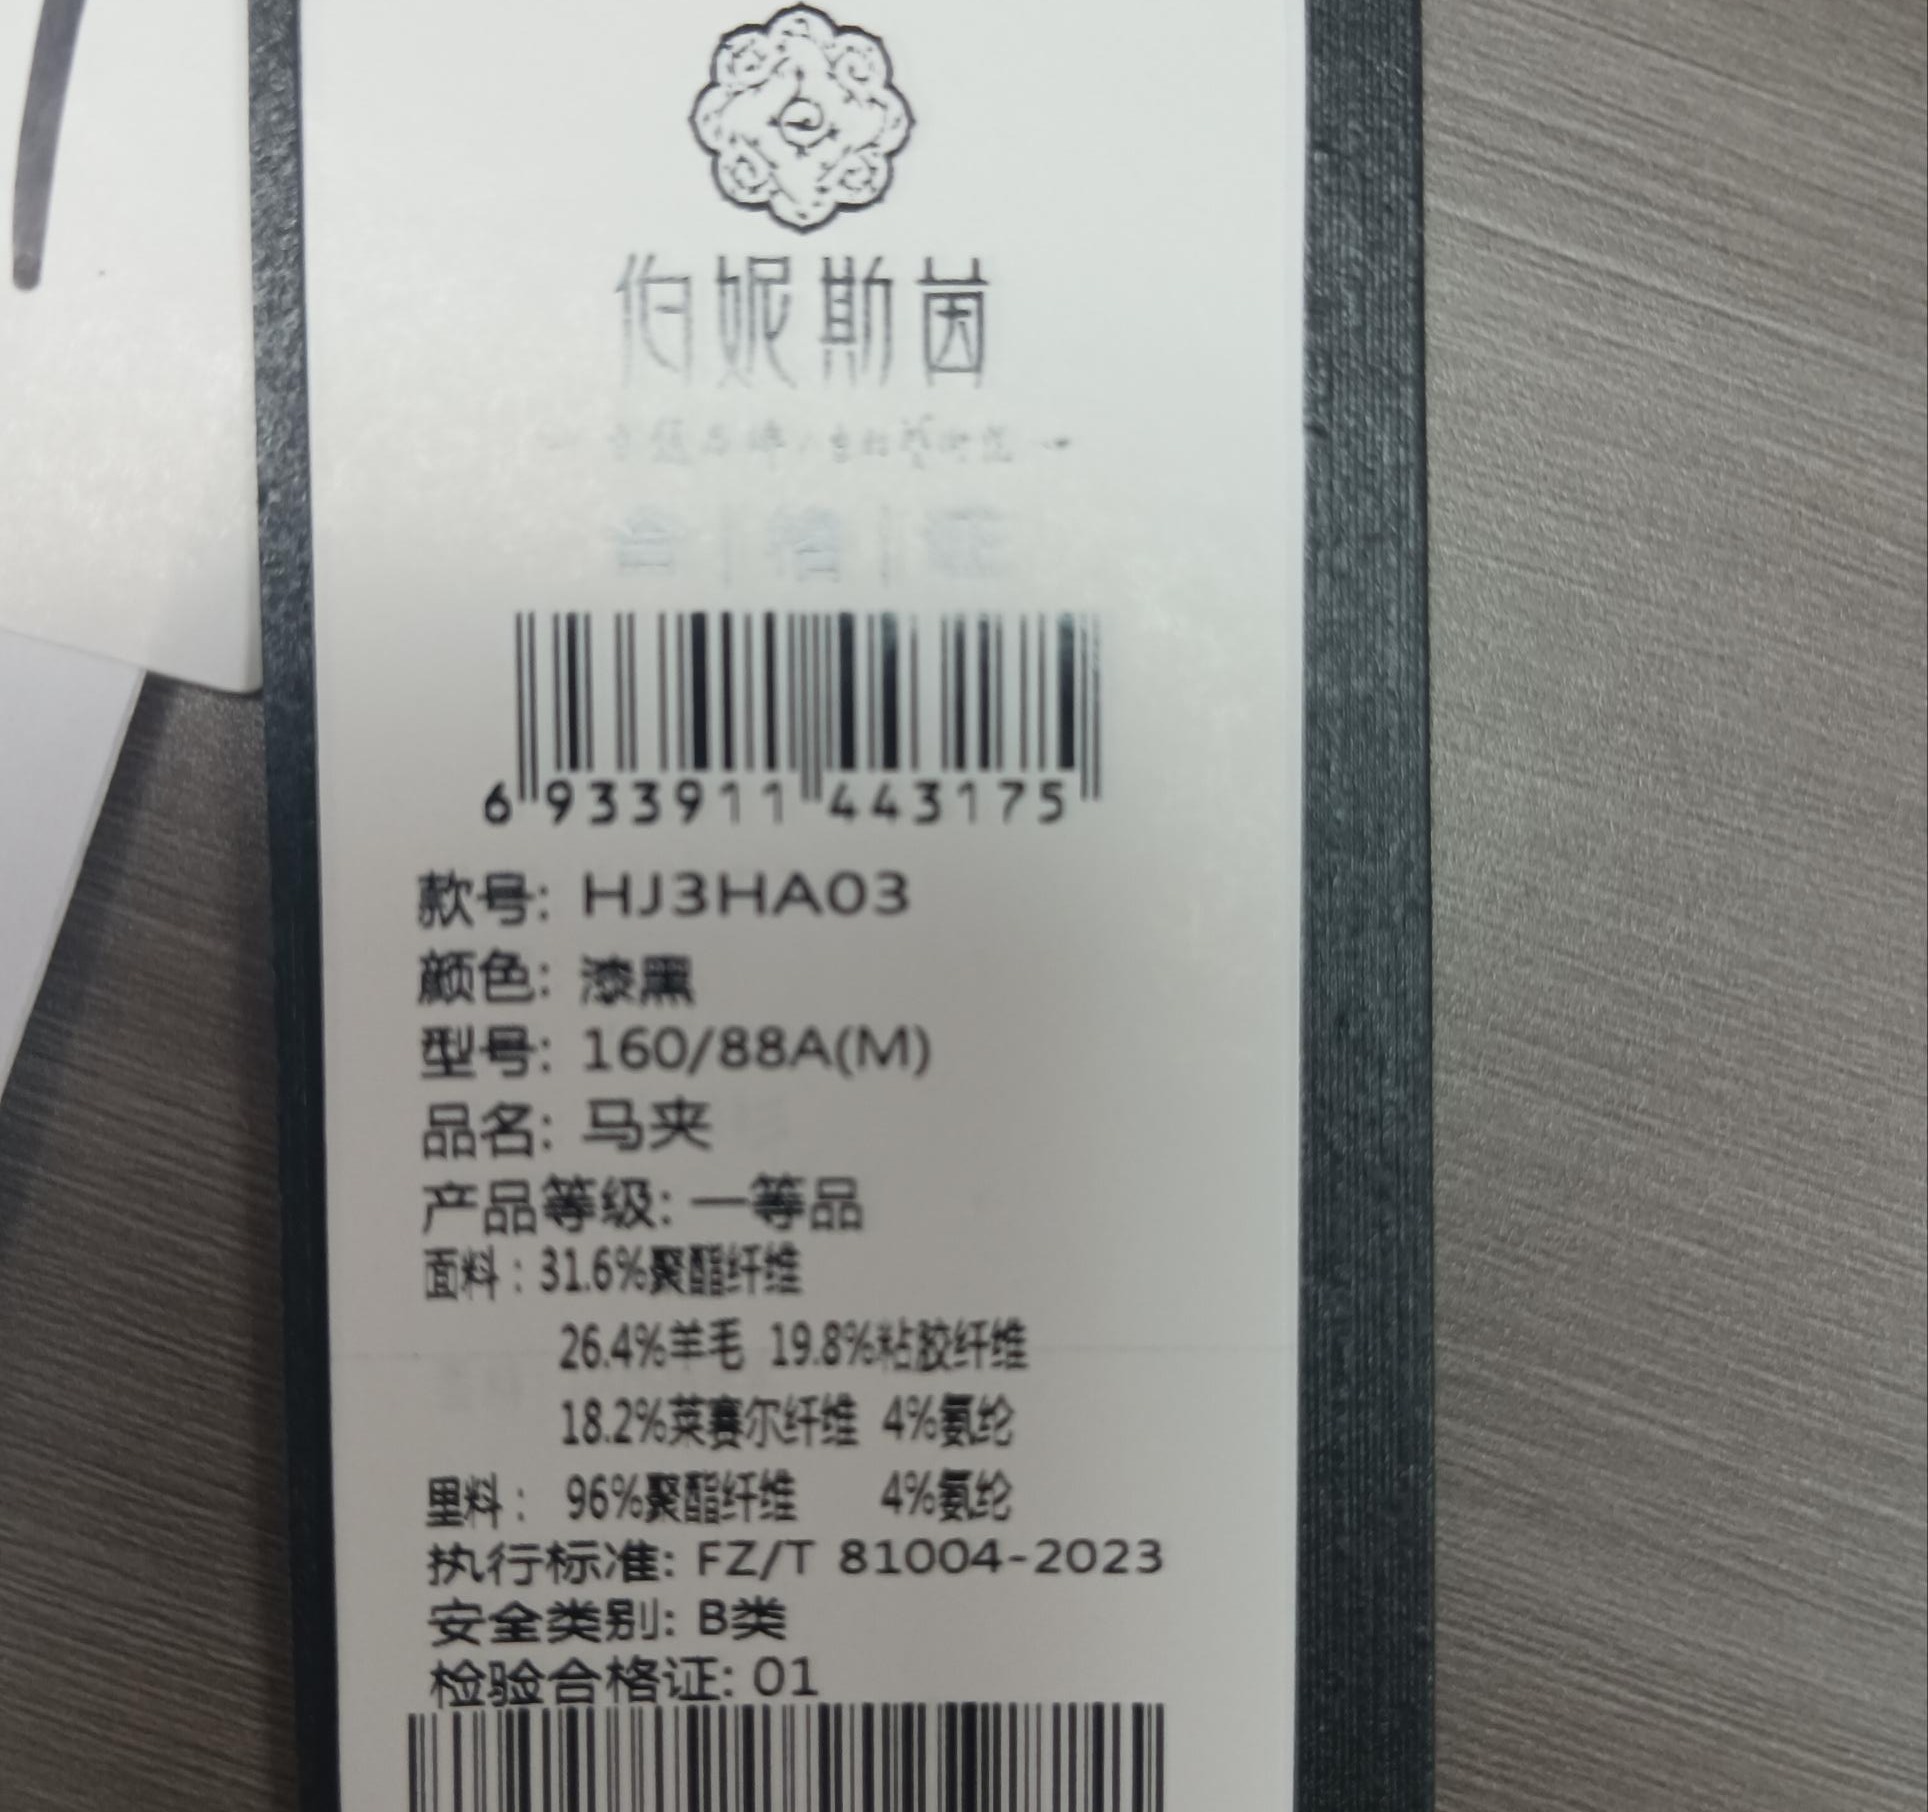 伯妮斯茵
合|格|证
6 933911 443175
款号: HJ3HA03
颜色: 漆黑
型号: 160/88A(M)
品名: 马夹
产品等级: 一等品
面料：31.6%聚酯纤维
26.4%羊毛 19.8%粘胶纤维
18.2%莱赛尔纤维 4%氨纶
里料： 96%聚酯纤维 4%氨纶
执行标准: FZ/T 81004-2023
安全类别: B类
检验合格证: 01